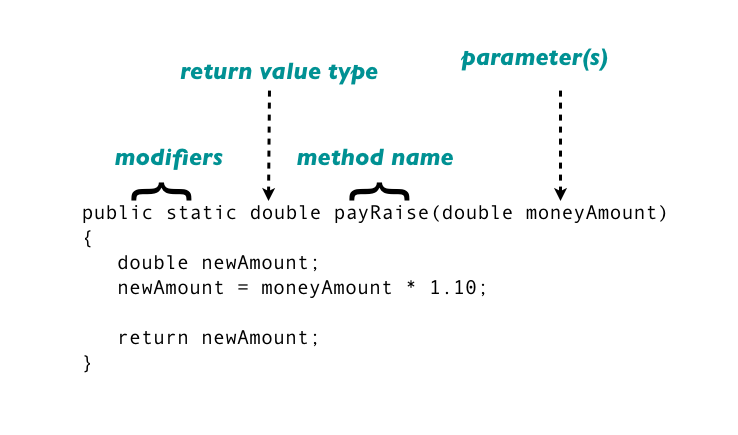 parameter(s)
return value type
modifiers
method name
public static double payRaise(double moneyAmount)
{
double newAmount;
newAmount = moneyAmount * 1.10;
return newAmount;
}